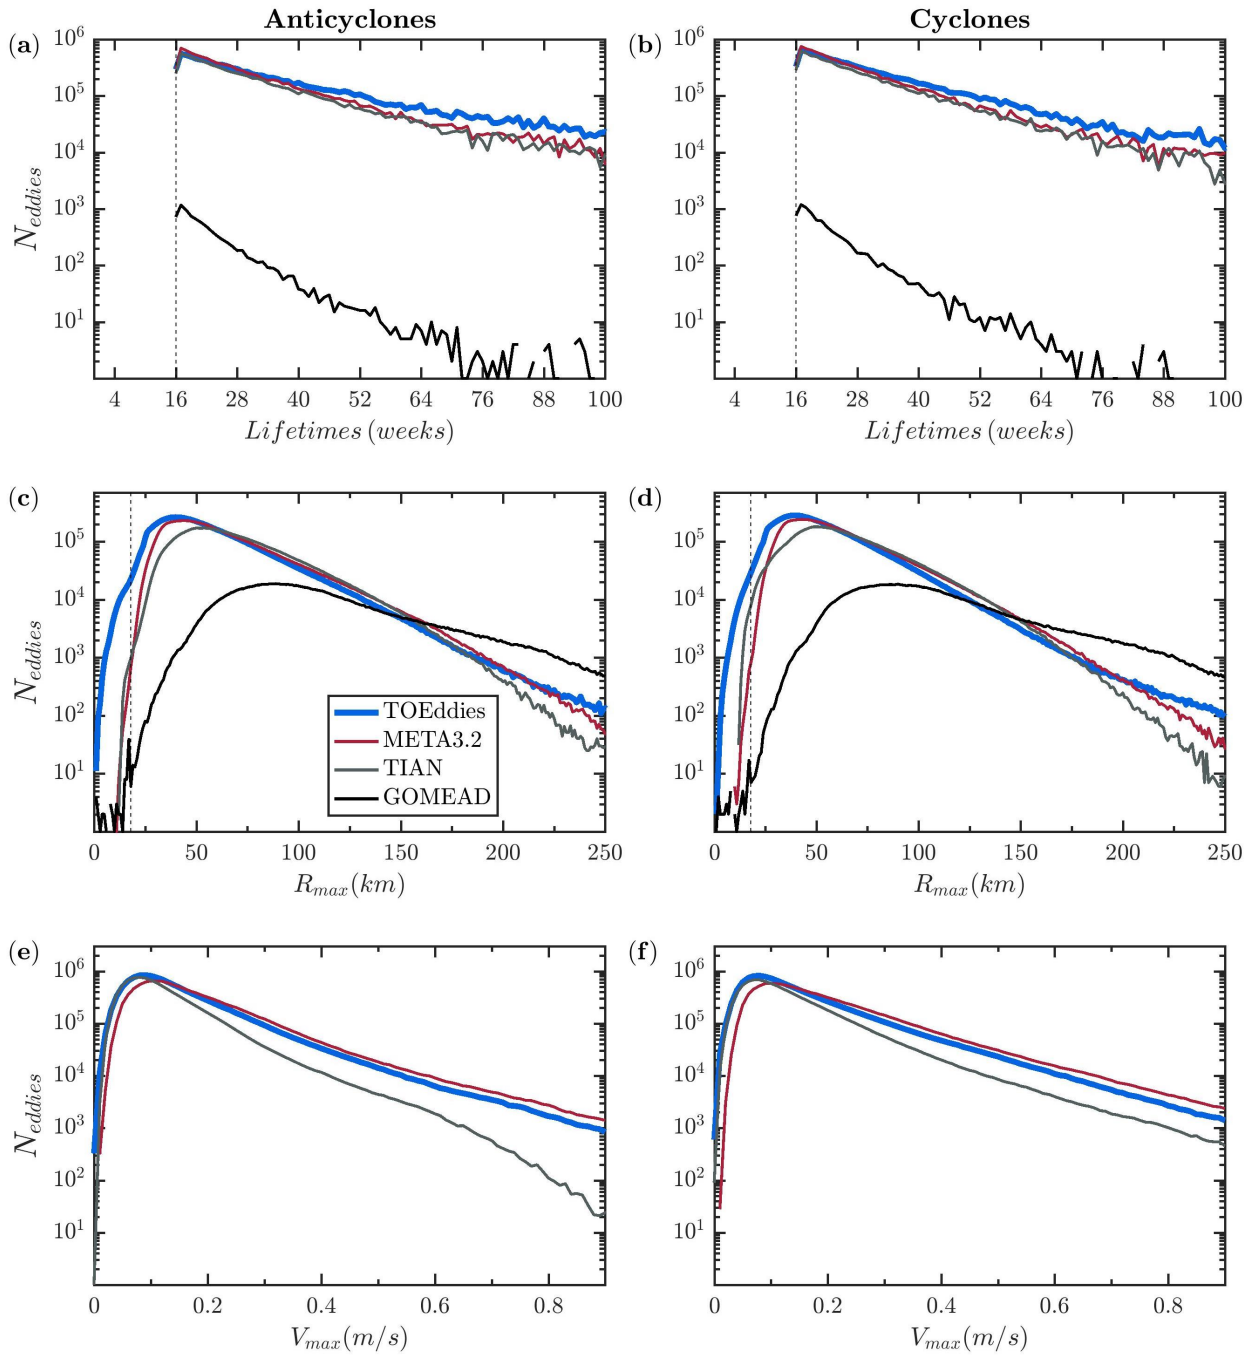 Anticyclones
Cyclones
(a)
(b)
10^6
10^5
10^4
10^3
10^2
10^1
N_eddies
4 16 28 40 52 64 76 88 100
Lifetimes (weeks)
10^6
10^5
10^4
10^3
10^2
10^1
4 16 28 40 52 64 76 88 100
Lifetimes (weeks)
(c)
(d)
10^5
10^4
10^3
10^2
10^1
N_eddies
TOEddies
META3.2
TIAN
GOMEAD
0 50 100 150 200 250
R_max(km)
10^5
10^4
10^3
10^2
10^1
0 50 100 150 200 250
R_max(km)
(e)
(f)
10^6
10^5
10^4
10^3
10^2
10^1
N_eddies
0 0.2 0.4 0.6 0.8
V_max(m/s)
10^6
10^5
10^4
10^3
10^2
10^1
0 0.2 0.4 0.6 0.8
V_max(m/s)